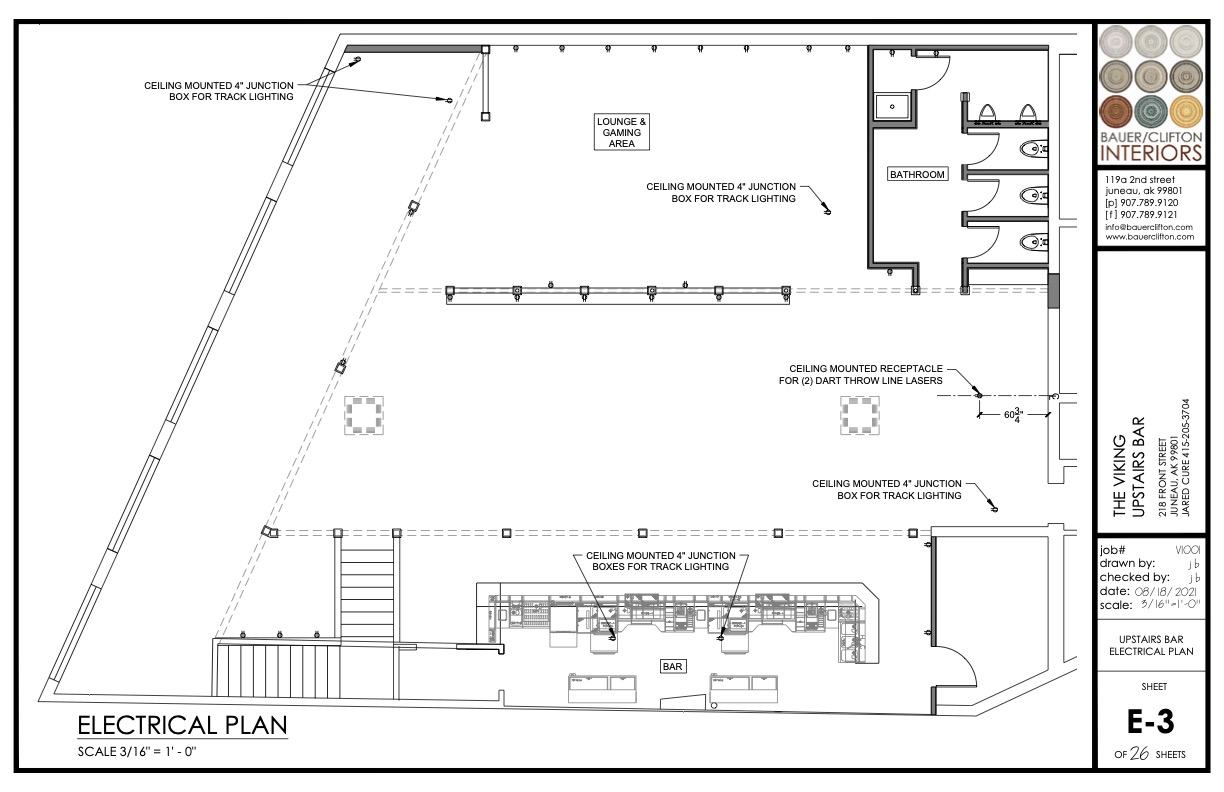 CEILING MOUNTED 4" JUNCTION
BOX FOR TRACK LIGHTING
LOUNGE &
GAMING
AREA
CEILING MOUNTED 4" JUNCTION
BOX FOR TRACK LIGHTING
BATHROOM
CEILING MOUNTED RECEPTACLE
FOR (2) DART THROW LINE LASERS
60 3/4"
CEILING MOUNTED 4" JUNCTION
BOX FOR TRACK LIGHTING
CEILING MOUNTED 4" JUNCTION
BOXES FOR TRACK LIGHTING
BAR
ELECTRICAL PLAN
SCALE 3/16" = 1' - 0"
BAUER/CLIFTON
INTERIORS
119a 2nd street
juneau, ak 99801
[p] 907.789.9120
[f] 907.789.9121
info@bauerclifton.com
www.bauerclifton.com
THE VIKING
UPSTAIRS BAR
218 FRONT STREET
JUNEAU, AK 99801
JARED CURE 415-205-3704
job# V1001
drawn by: jb
checked by: jb
date: 08/18/2021
scale: 3/16"=1'-0"
UPSTAIRS BAR
ELECTRICAL PLAN
SHEET
E-3
OF 26 SHEETS